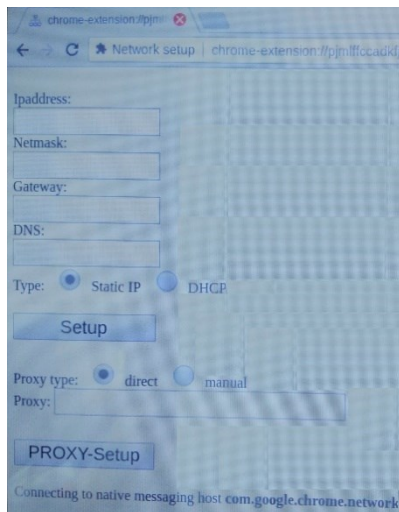 chrome-extension://pjm
Network setup | chrome-extension://pjmlffccadkf
Ipaddress:
Netmask:
Gateway:
DNS:
Type: Static IP DHCP
Setup
Proxy type: direct manual
Proxy:
PROXY-Setup
Connecting to native messaging host com.google.chrome.network